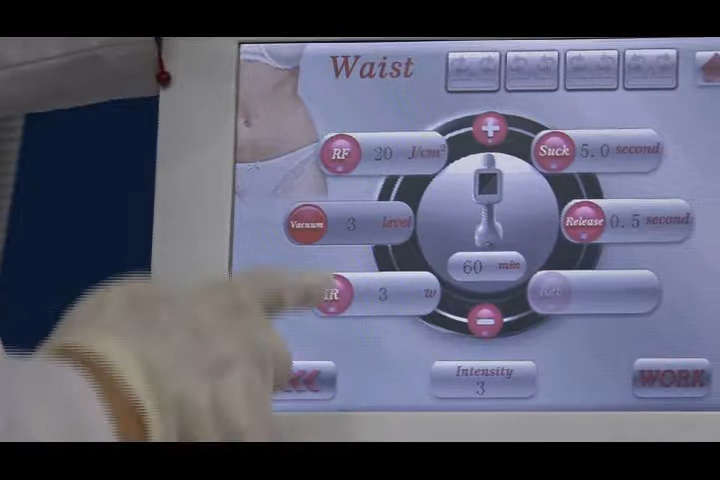 Waist
RF 20 J/cm²
Suck 5.0 second
Vacuum 3 level
Release 0.5 second
60 min
IR 3 w
Intensity
3
WORK